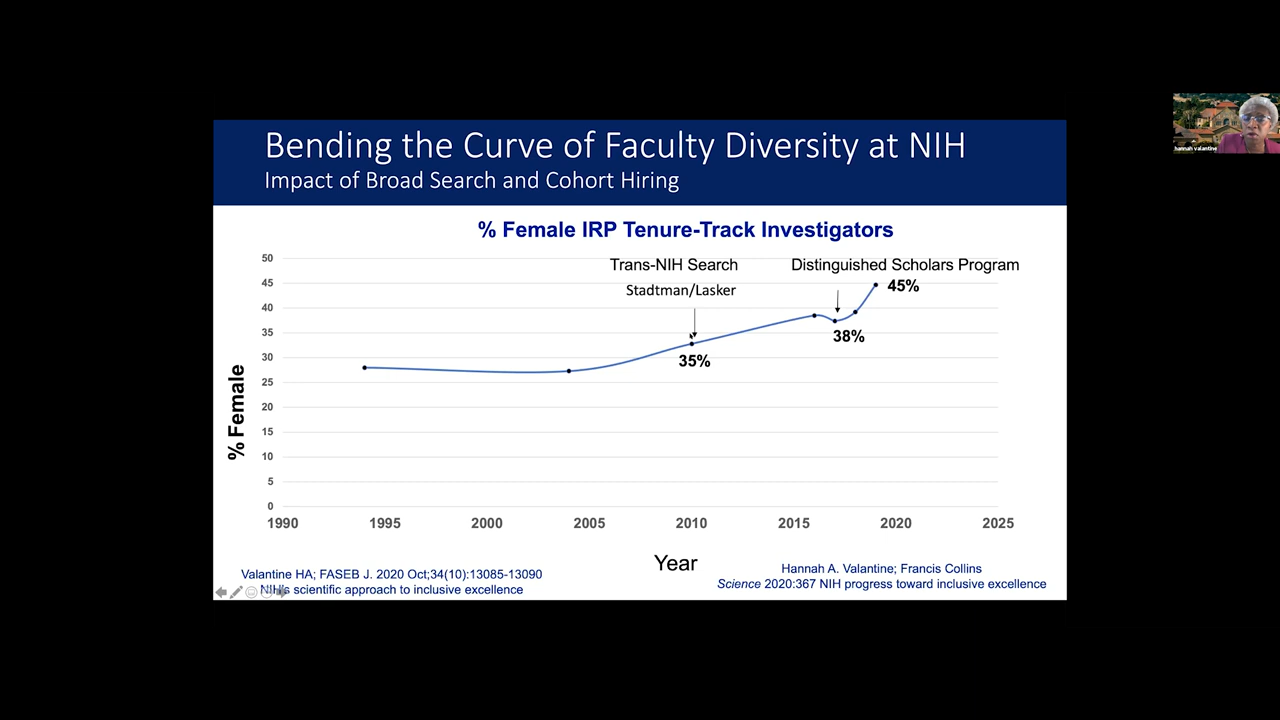 Bending the Curve of Faculty Diversity at NIH
Impact of Broad Search and Cohort Hiring
% Female IRP Tenure-Track Investigators
Trans-NIH Search
Stadtman/Lasker
Distinguished Scholars Program
45%
38%
35%
% Female
50
45
40
35
30
25
20
15
10
5
0
1990 1995 2000 2005 2010 2015 2020 2025
Year
Valantine HA; FASEB J. 2020 Oct;34(10):13085-13090
NIH's scientific approach to inclusive excellence
Hannah A. Valantine; Francis Collins
Science 2020:367 NIH progress toward inclusive excellence
hannah valantine